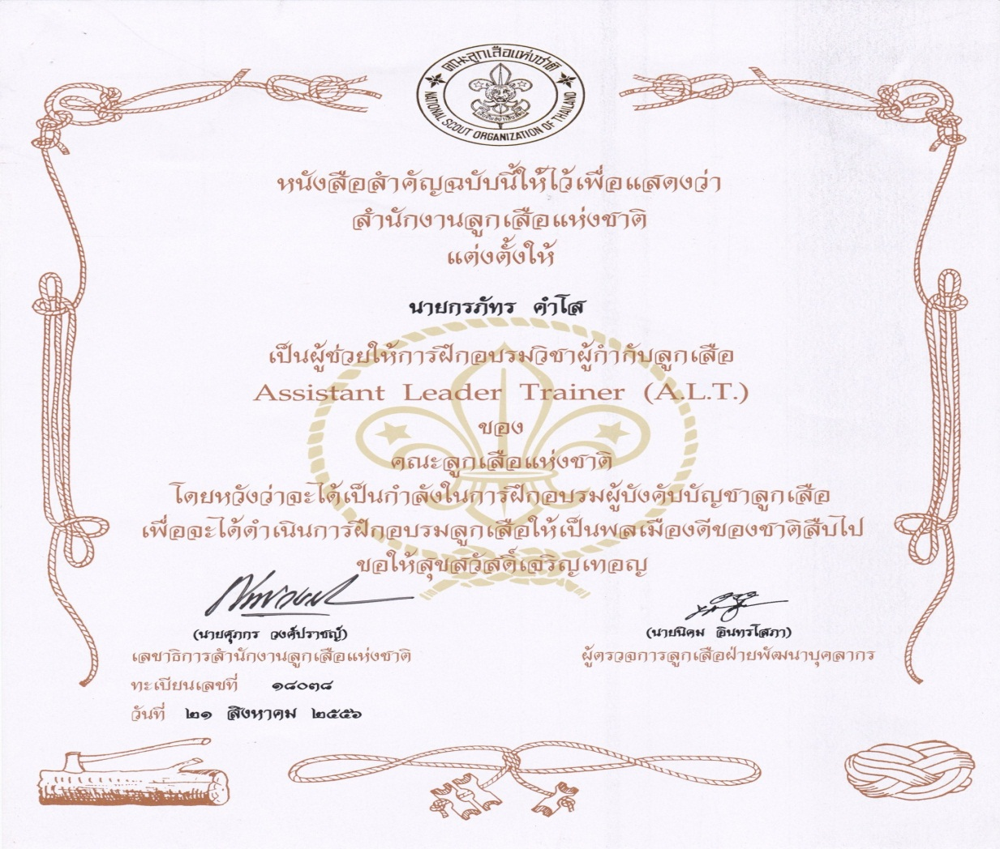 คณะลูกเสือแห่งชาติ
NATIONAL SCOUT ORGANIZATION OF THAILAND
หนังสือสำคัญฉบับนี้ให้ไว้เพื่อแสดงว่า
สำนักงานลูกเสือแห่งชาติ
แต่งตั้งให้
นายกรภัทร คำโส
เป็นผู้ช่วยให้การฝึกอบรมวิชาผู้กำกับลูกเสือ
Assistant Leader Trainer (A.L.T.)
ของ
คณะลูกเสือแห่งชาติ
โดยหวังว่าจะได้เป็นกำลังในการฝึกอบรมผู้บังคับบัญชาลูกเสือ
เพื่อจะได้ดำเนินการฝึกอบรมลูกเสือให้เป็นพลเมืองดีของชาติสืบไป
ขอให้สุขสวัสดิ์เจริญเทอญ
(นายศุภกร วงศ์ปราชญ์) (นายนิคม อินทรโสภา)
เลขาธิการสำนักงานลูกเสือแห่งชาติ ผู้ตรวจการลูกเสือฝ่ายพัฒนาบุคลากร
ทะเบียนเลขที่ ๑๘๐๓๘
วันที่ ๒๑ สิงหาคม ๒๕๕๖